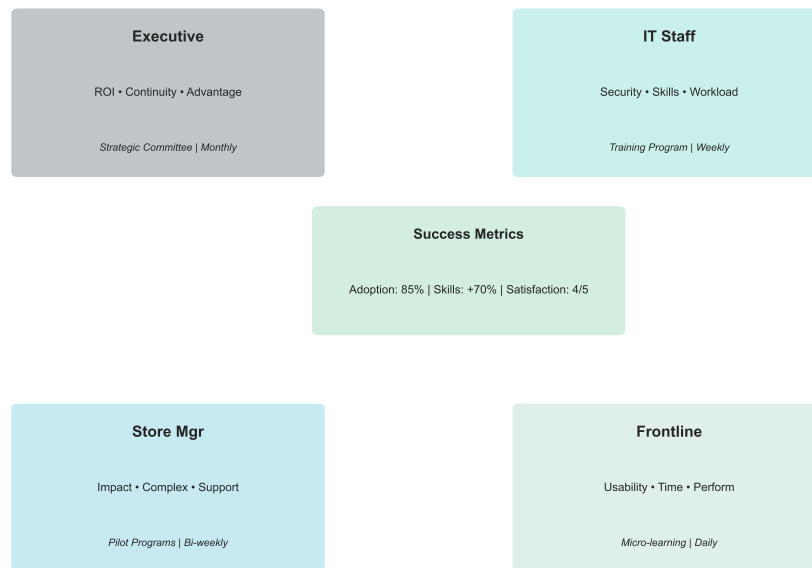 Executive
ROI • Continuity • Advantage
Strategic Committee | Monthly
IT Staff
Security • Skills • Workload
Training Program | Weekly
Success Metrics
Adoption: 85% | Skills: +70% | Satisfaction: 4/5
Store Mgr
Impact • Complex • Support
Pilot Programs | Bi-weekly
Frontline
Usability • Time • Perform
Micro-learning | Daily